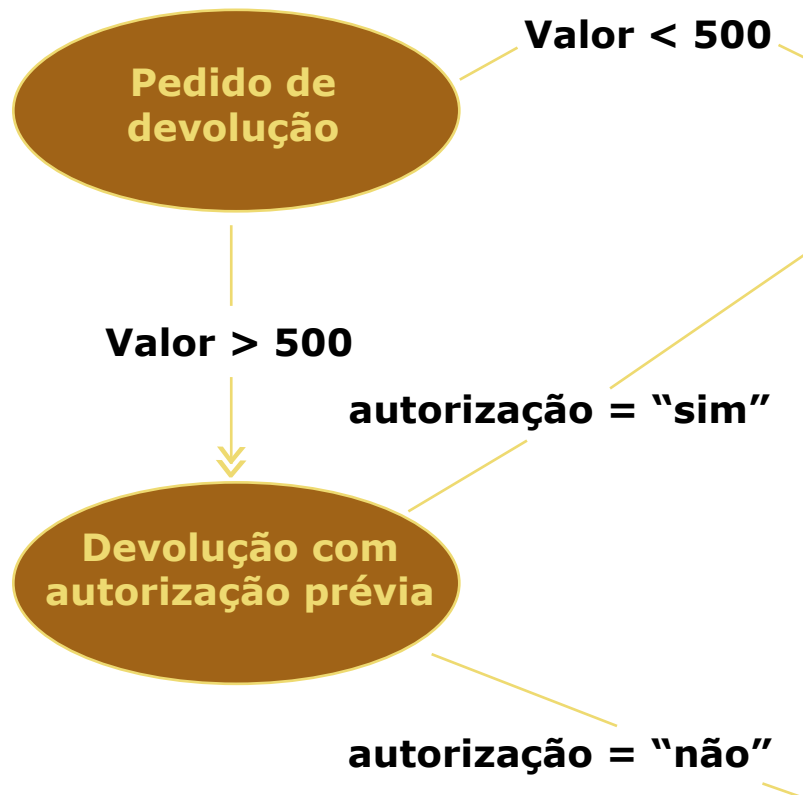 Valor < 500
Pedido de
devolução
Valor > 500
autorização = “sim”
Devolução com
autorização prévia
autorização = “não”